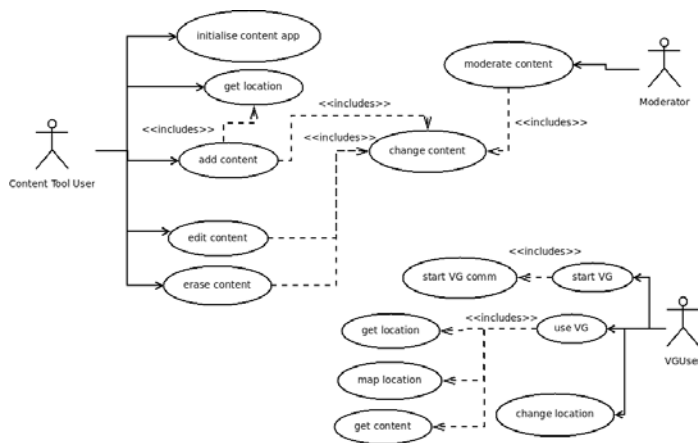 initialise content app
moderate content
get location
Moderator
<<includes>>
<<includes>>
<<includes>>
<<includes>>
add content
change content
Content Tool User
edit content
<<includes>>
erase content
start VG comm
start VG
<<includes>>
get location
use VG
VGUser
map location
change location
get content